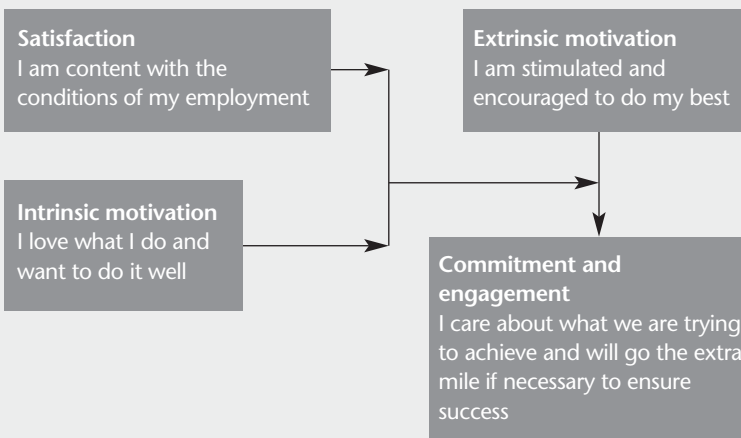 Satisfaction
I am content with the
conditions of my employment
Extrinsic motivation
I am stimulated and
encouraged to do my best
Intrinsic motivation
I love what I do and
want to do it well
Commitment and
engagement
I care about what we are trying
to achieve and will go the extra
mile if necessary to ensure
success